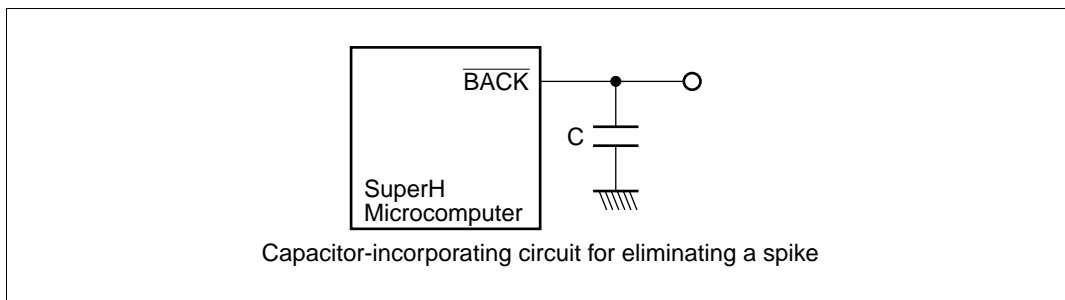 BACK
C
SuperH
Microcomputer
Capacitor-incorporating circuit for eliminating a spike